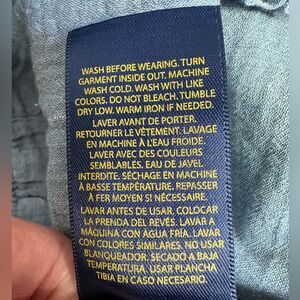 WASH BEFORE WEARING. TURN
GARMENT INSIDE OUT. MACHINE
WASH COLD. WASH WITH LIKE
COLORS. DO NOT BLEACH. TUMBLE
DRY LOW. WARM IRON IF NEEDED.
LAVER AVANT DE PORTER.
RETOURNER LE VÊTEMENT. LAVAGE
EN MACHINE À L'EAU FROIDE.
LAVER AVEC DES COULEURS
SEMBLABLES. EAU DE JAVEL
INTERDITE. SÉCHAGE EN MACHINE
À BASSE TEMPÉRATURE. REPASSER
À FER MOYEN SI NÉCESSAIRE.
LAVAR ANTES DE USAR. COLOCAR
LA PRENDA DEL REVÉS. LAVAR A
MÁQUINA CON AGUA FRÍA. LAVAR
CON COLORES SIMILARES. NO USAR
BLANQUEADOR. SECADO A BAJA
TEMPERATURA. USAR PLANCHA
TIBIA EN CASO NECESARIO.